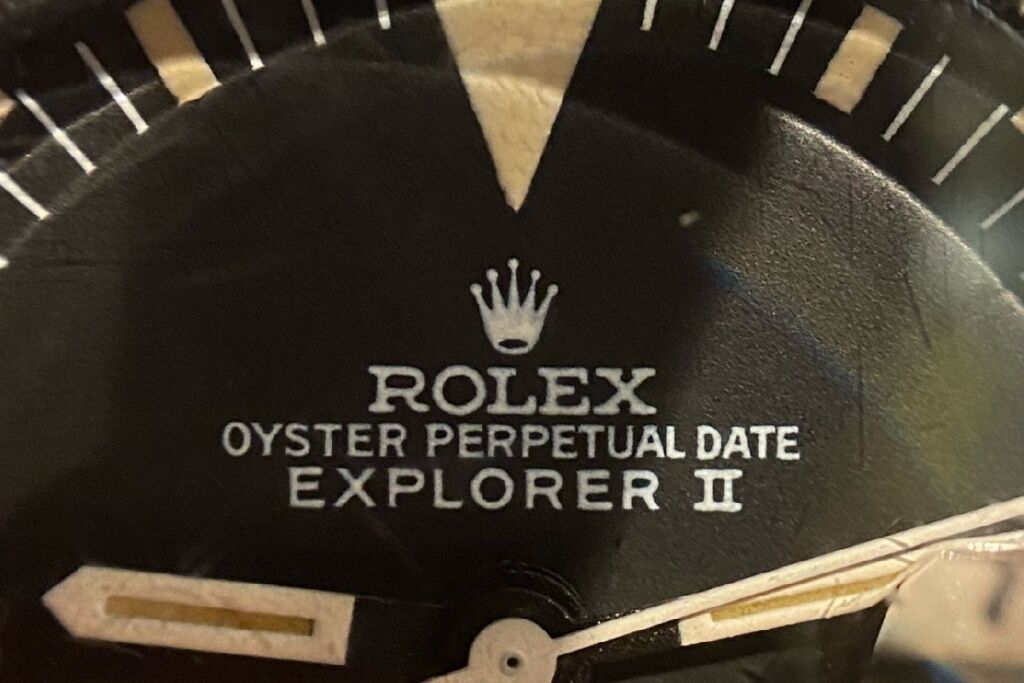 ROLEX
OYSTER PERPETUAL DATE
EXPLORER II